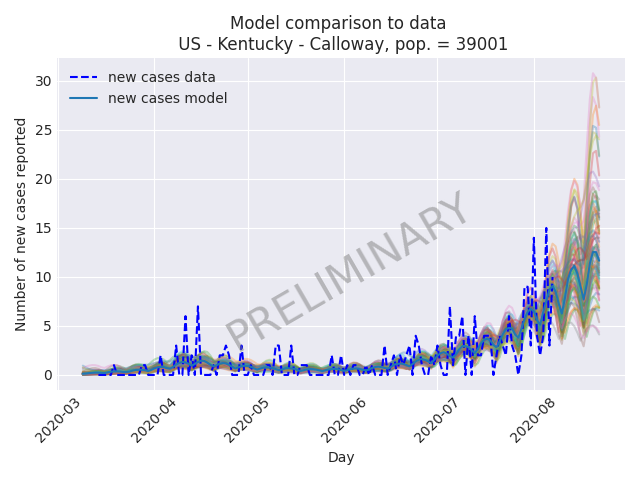 Model comparison to data
US - Kentucky - Calloway, pop. = 39001
new cases data
new cases model
Number of new cases reported
30
25
20
15
10
5
0
PRELIMINARY
2020-03
2020-04
2020-05
2020-06
2020-07
2020-08
Day